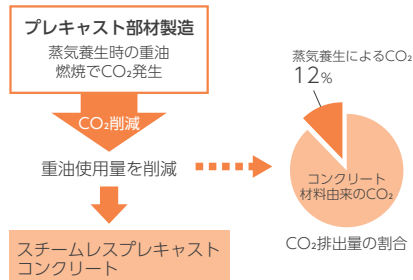 プレキャスト部材製造
蒸気養生時の重油
燃焼でCO₂発生
CO₂削減
重油使用量を削減
スチームレスプレキャスト
コンクリート
蒸気養生によるCO₂
12%
コンクリート
材料由来のCO₂
CO₂排出量の割合